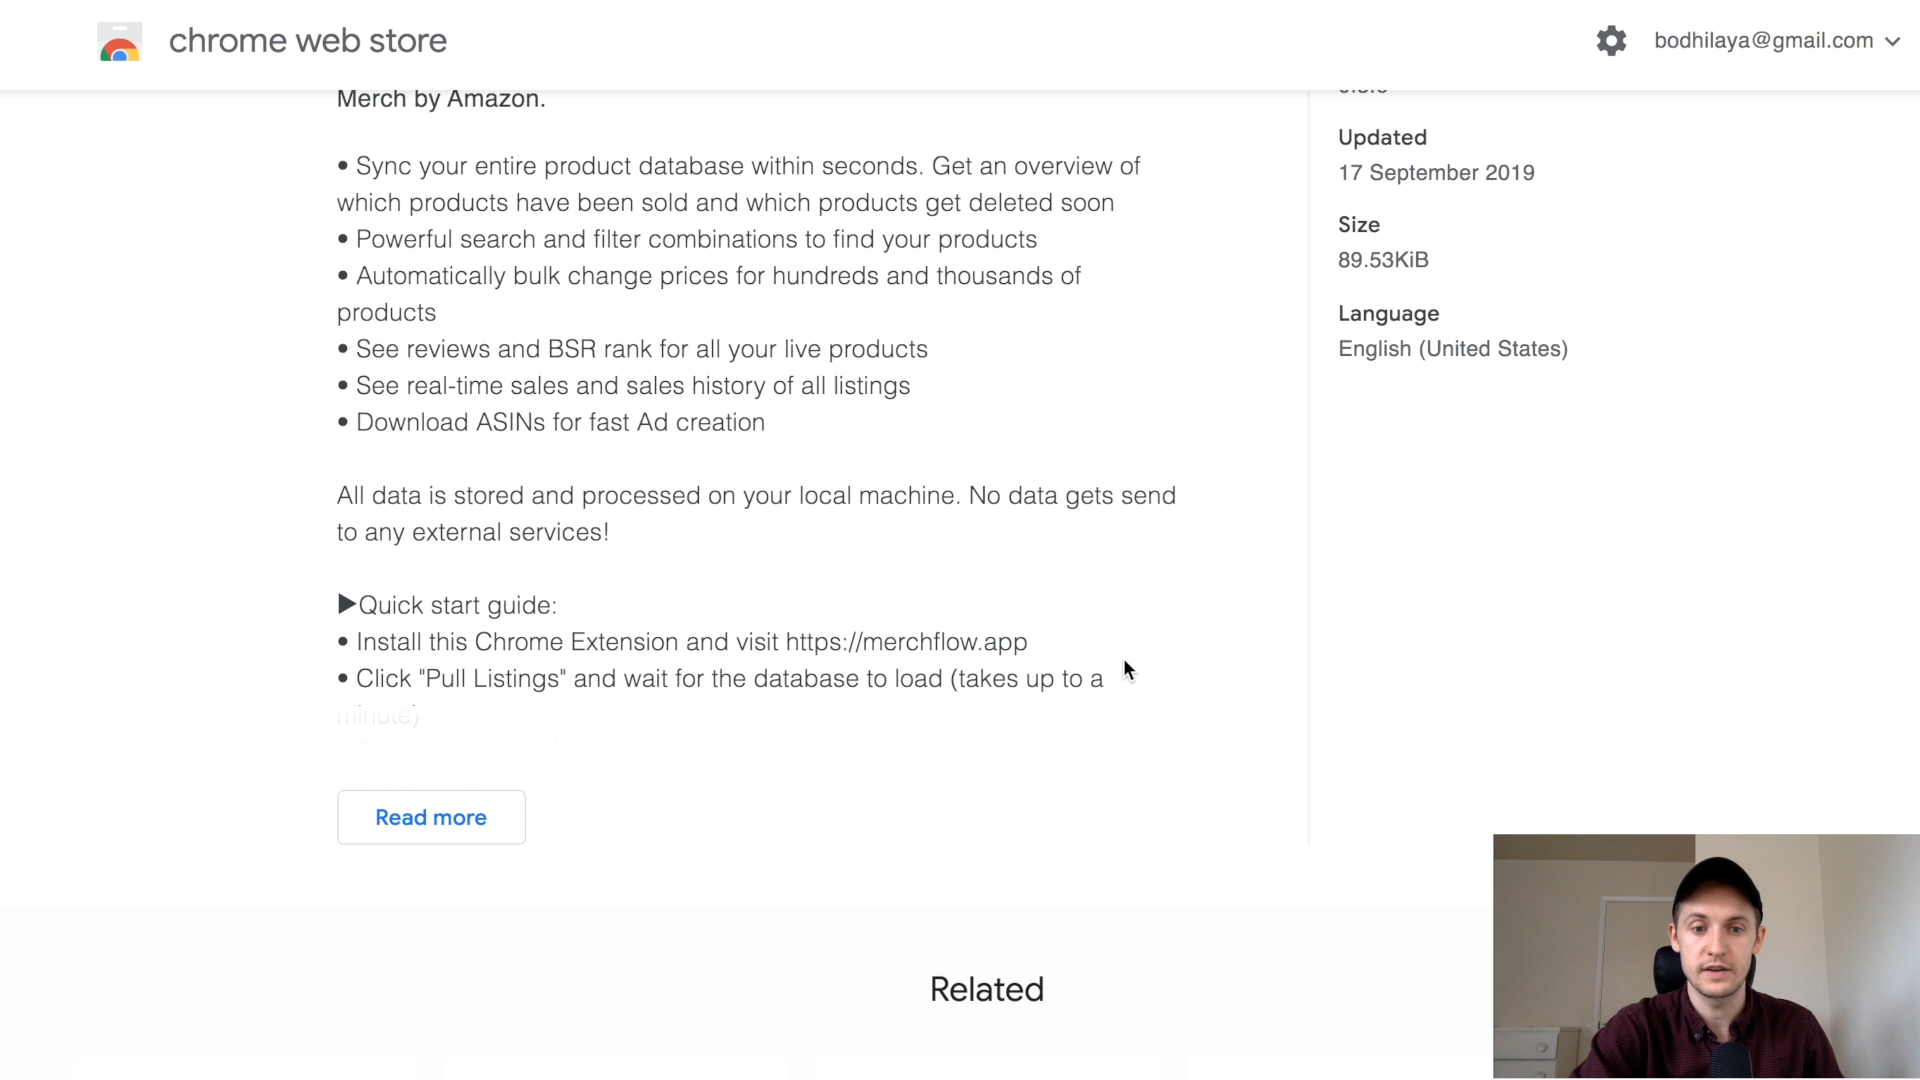 chrome web store
bodhilaya@gmail.com
Merch by Amazon.
• Sync your entire product database within seconds. Get an overview of
which products have been sold and which products get deleted soon
• Powerful search and filter combinations to find your products
• Automatically bulk change prices for hundreds and thousands of
products
• See reviews and BSR rank for all your live products
• See real-time sales and sales history of all listings
• Download ASINs for fast Ad creation
All data is stored and processed on your local machine. No data gets send
to any external services!
▶Quick start guide:
• Install this Chrome Extension and visit https://merchflow.app
• Click "Pull Listings" and wait for the database to load (takes up to a
minute)
Read more
Updated
17 September 2019
Size
89.53KiB
Language
English (United States)
Related